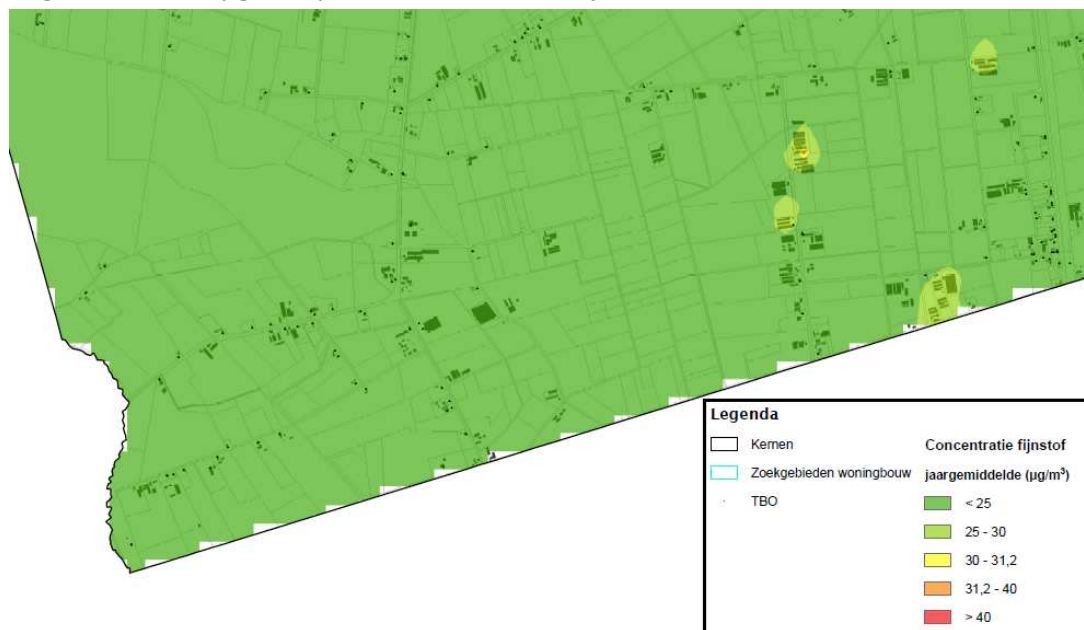 Legenda
Kernen
Zoekgebieden woningbouw
TBO
Concentratie fijnstof
jaargemiddelde (µg/m³)
< 25
25 - 30
30 - 31,2
31,2 - 40
> 40